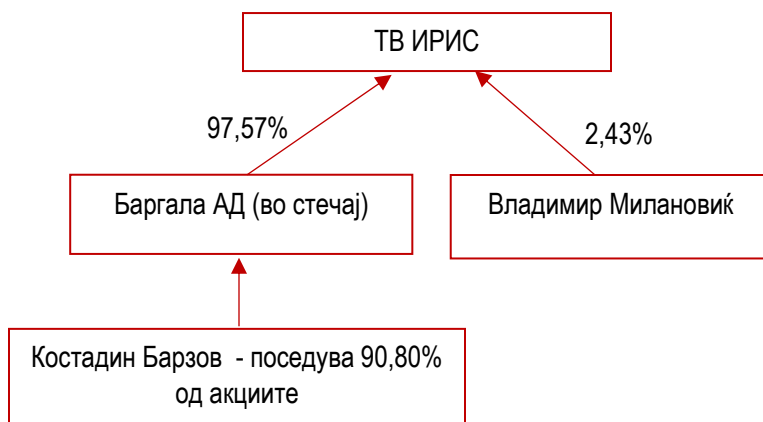 ТВ ИРИС
97,57%
2,43%
Баргала АД (во стечај)
Владимир Милановиќ
Костадин Барзов - поседува 90,80%
од акциите